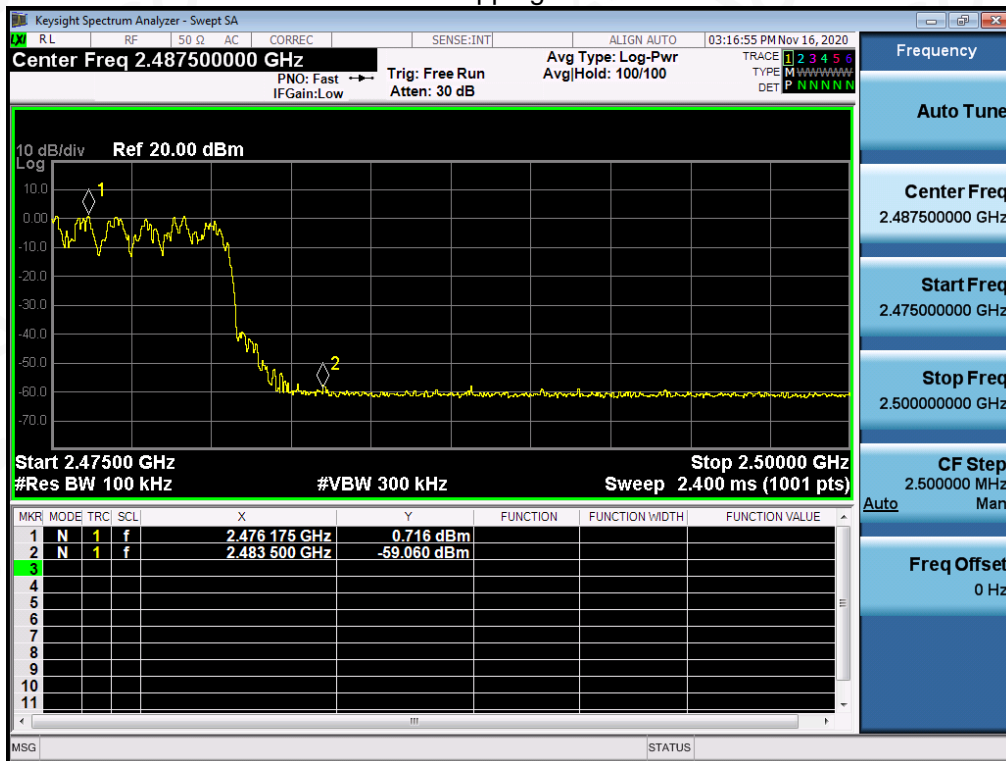 pping
Keysight Spectrum Analyzer - Swept SA
LXI RL RF 50 Ω AC CORREC SENSE:INT ALIGN AUTO 03:16:55 PM Nov 16, 2020
Center Freq 2.487500000 GHz
PNO: Fast
IFGain:Low
Trig: Free Run
Atten: 30 dB
Avg Type: Log-Pwr
Avg|Hold: 100/100
TRACE 1 2 3 4 5 6
TYPE M WWWWW
DET P N N N N N
10 dB/div Ref 20.00 dBm
Log
10.0
0.00
-10.0
-20.0
-30.0
-40.0
-50.0
-60.0
-70.0
1
2
Start 2.47500 GHz Stop 2.50000 GHz
#Res BW 100 kHz #VBW 300 kHz Sweep 2.400 ms (1001 pts)
MKR MODE TRC SCL X Y FUNCTION FUNCTION WIDTH FUNCTION VALUE
1 N 1 f 2.476 175 GHz 0.716 dBm
2 N 1 f 2.483 500 GHz -59.060 dBm
3
4
5
6
7
8
9
10
11
MSG STATUS
Frequency
Auto Tune
Center Freq
2.487500000 GHz
Start Freq
2.475000000 GHz
Stop Freq
2.500000000 GHz
CF Step
2.500000 MHz
Auto Man
Freq Offset
0 Hz